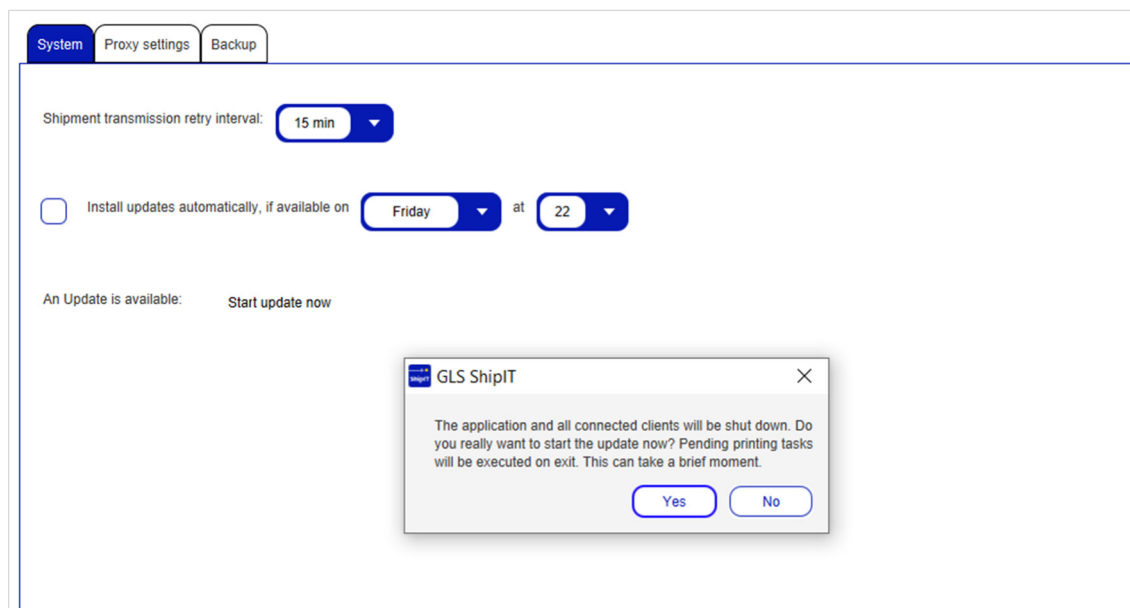 System Proxy settings Backup
Shipment transmission retry interval: 15 min
Install updates automatically, if available on Friday at 22
An Update is available: Start update now
ShipIT GLS ShipIT
The application and all connected clients will be shut down. Do
you really want to start the update now? Pending printing tasks
will be executed on exit. This can take a brief moment.
Yes No